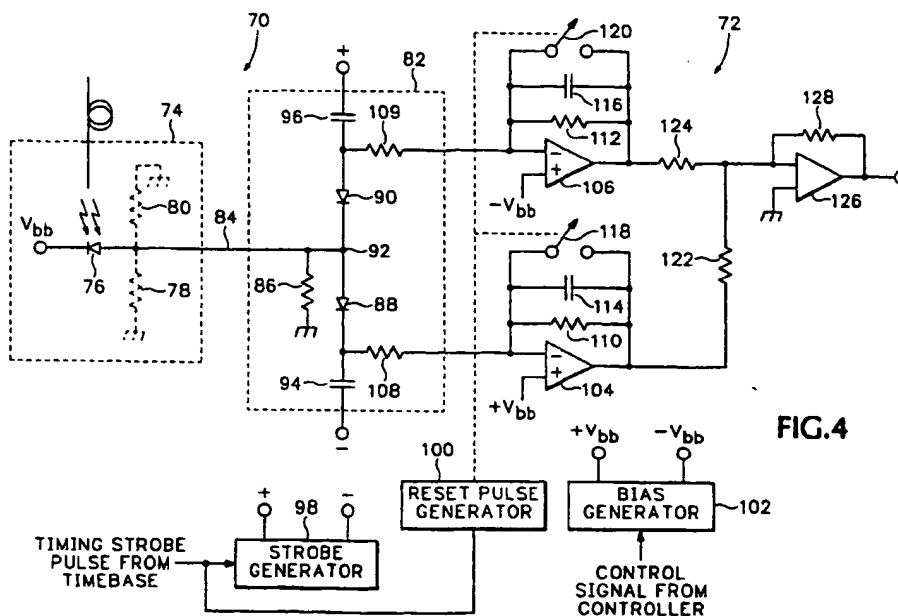 70
+
82
120
72
74
116
96
109
112
124
128
80
90
106
126
Vbb
84
-Vbb
92
118
76
78
86
88
122
114
110
94
108
104
+Vbb
-
FIG.4
100
+Vbb
-Vbb
+
98
-
RESET PULSE
GENERATOR
BIAS
GENERATOR
102
TIMING STROBE
PULSE FROM
TIMEBASE
STROBE
GENERATOR
CONTROL
SIGNAL FROM
CONTROLLER